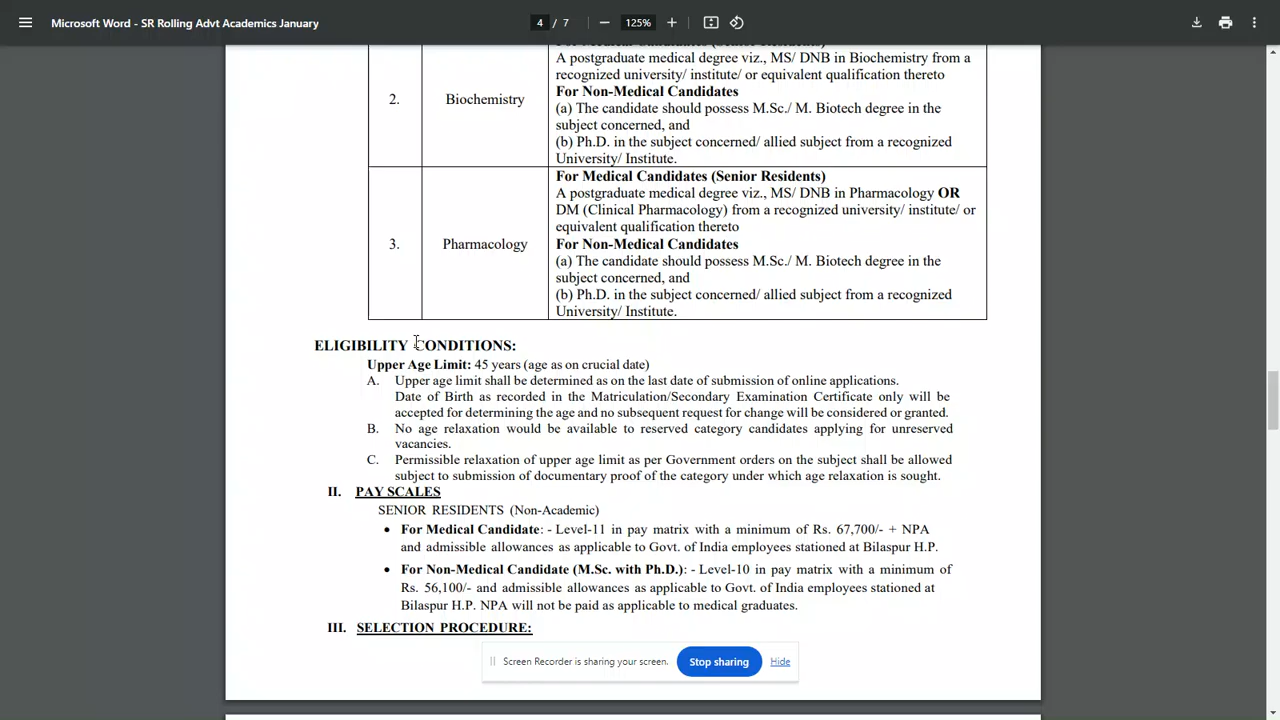 Microsoft Word - SR Rolling Advt Academics January
4 / 7
125%
For Medical Candidates (Senior Residents)
A postgraduate medical degree viz., MS/ DNB in Biochemistry from a
recognized university/ institute/ or equivalent qualification thereto
For Non-Medical Candidates
2.
Biochemistry
(a) The candidate should possess M.Sc./ M. Biotech degree in the
subject concerned, and
(b) Ph.D. in the subject concerned/ allied subject from a recognized
University/ Institute.
For Medical Candidates (Senior Residents)
A postgraduate medical degree viz., MS/ DNB in Pharmacology OR
DM (Clinical Pharmacology) from a recognized university/ institute/ or
equivalent qualification thereto
3.
Pharmacology
For Non-Medical Candidates
(a) The candidate should possess M.Sc./ M. Biotech degree in the
subject concerned, and
(b) Ph.D. in the subject concerned/ allied subject from a recognized
University/ Institute.
ELIGIBILITY CONDITIONS:
Upper Age Limit: 45 years (age as on crucial date)
A. Upper age limit shall be determined as on the last date of submission of online applications.
Date of Birth as recorded in the Matriculation/Secondary Examination Certificate only will be
accepted for determining the age and no subsequent request for change will be considered or granted.
B. No age relaxation would be available to reserved category candidates applying for unreserved
vacancies.
C. Permissible relaxation of upper age limit as per Government orders on the subject shall be allowed
subject to submission of documentary proof of the category under which age relaxation is sought.
II. PAY SCALES
SENIOR RESIDENTS (Non-Academic)
• For Medical Candidate: - Level-11 in pay matrix with a minimum of Rs. 67,700/- + NPA
and admissible allowances as applicable to Govt. of India employees stationed at Bilaspur H.P.
• For Non-Medical Candidate (M.Sc. with Ph.D.): - Level-10 in pay matrix with a minimum of
Rs. 56,100/- and admissible allowances as applicable to Govt. of India employees stationed at
Bilaspur H.P. NPA will not be paid as applicable to medical graduates.
III. SELECTION PROCEDURE:
Screen Recorder is sharing your screen.
Stop sharing
Hide